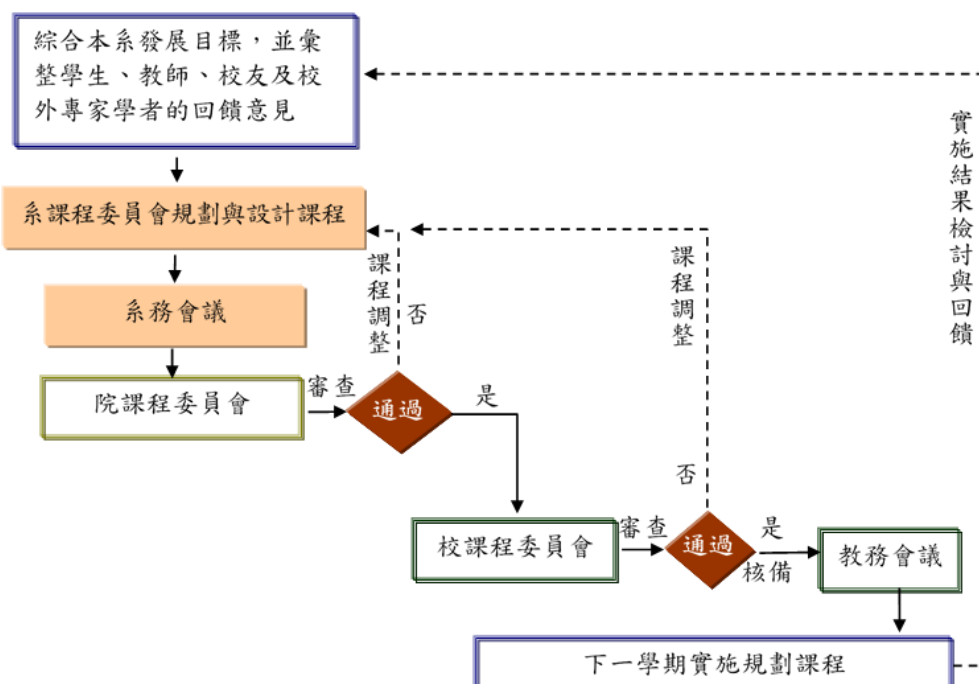 綜合本系發展目標，並彙
整學生、教師、校友及校
外專家學者的回饋意見
實施結果檢討與回饋
系課程委員會規劃與設計課程
課程調整
否
課程調整
系務會議
院課程委員會
審查
通過
是
否
校課程委員會
審查
通過
是
核備
教務會議
下一學期實施規劃課程